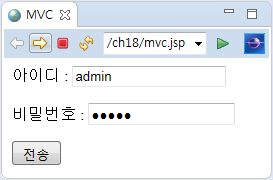 MVC
/ch18/mvc.jsp
아이디 : admin
비밀번호 : ●●●●●
전송